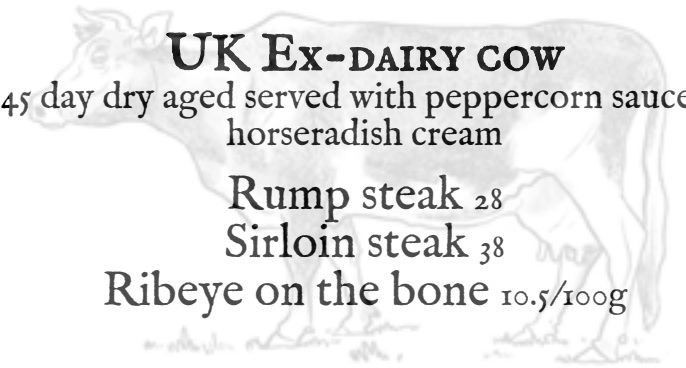 UK Ex-dairy cow
45 day dry aged served with peppercorn sauce
horseradish cream
Rump steak 28
Sirloin steak 38
Ribeye on the bone 10.5/100g